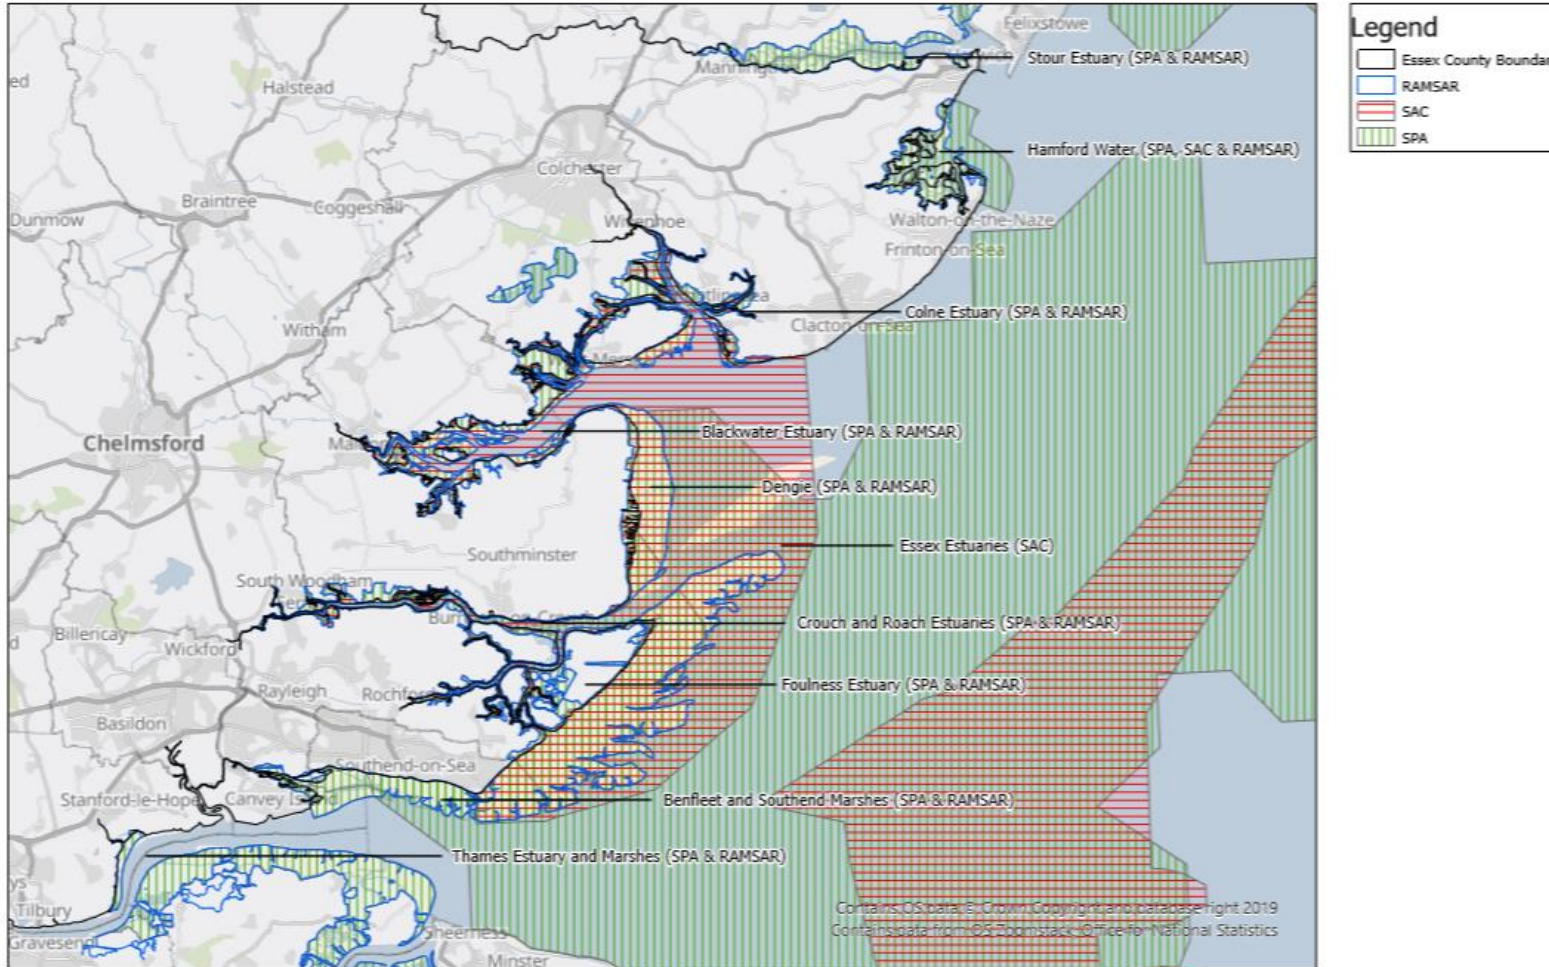 Felixstowe
Legend
Stour Estuary (SPA & RAMSAR)
Essex County Boundar
RAMSAR
SAC
SPA
Halstead
Hamford Water (SPA, SAC & RAMSAR)
Colchester
Braintree
Coggeshall
Dunmow
Walton-on-the-Naze
Frinton-on-Sea
Colne Estuary (SPA & RAMSAR)
Clacton-on-Sea
Witham
Blackwater Estuary (SPA & RAMSAR)
Chelmsford
Dengie (SPA & RAMSAR)
Essex Estuaries (SAC)
Southminster
South Woodham
Crouch and Roach Estuaries (SPA & RAMSAR)
Billericay
Wickford
Foulness Estuary (SPA & RAMSAR)
Rayleigh
Basildon
Southend-on-Sea
Stanford-le-Hope
Canvey Island
Benfleet and Southend Marshes (SPA & RAMSAR)
Thames Estuary and Marshes (SPA & RAMSAR)
Tilbury
Gravesend
Sheerness
Minster
Contains OS data © Crown Copyright and database right 2019
Contains data from OS Zoomstack. Office for National Statistics